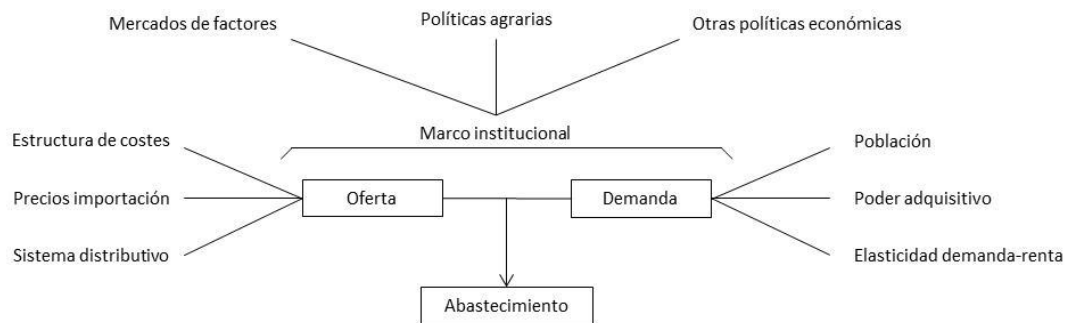 Políticas agrarias
Mercados de factores
Otras políticas económicas
Marco institucional
Estructura de costes
Población
Precios importación
Oferta
Demanda
Poder adquisitivo
Sistema distributivo
Elasticidad demanda-renta
Abastecimiento